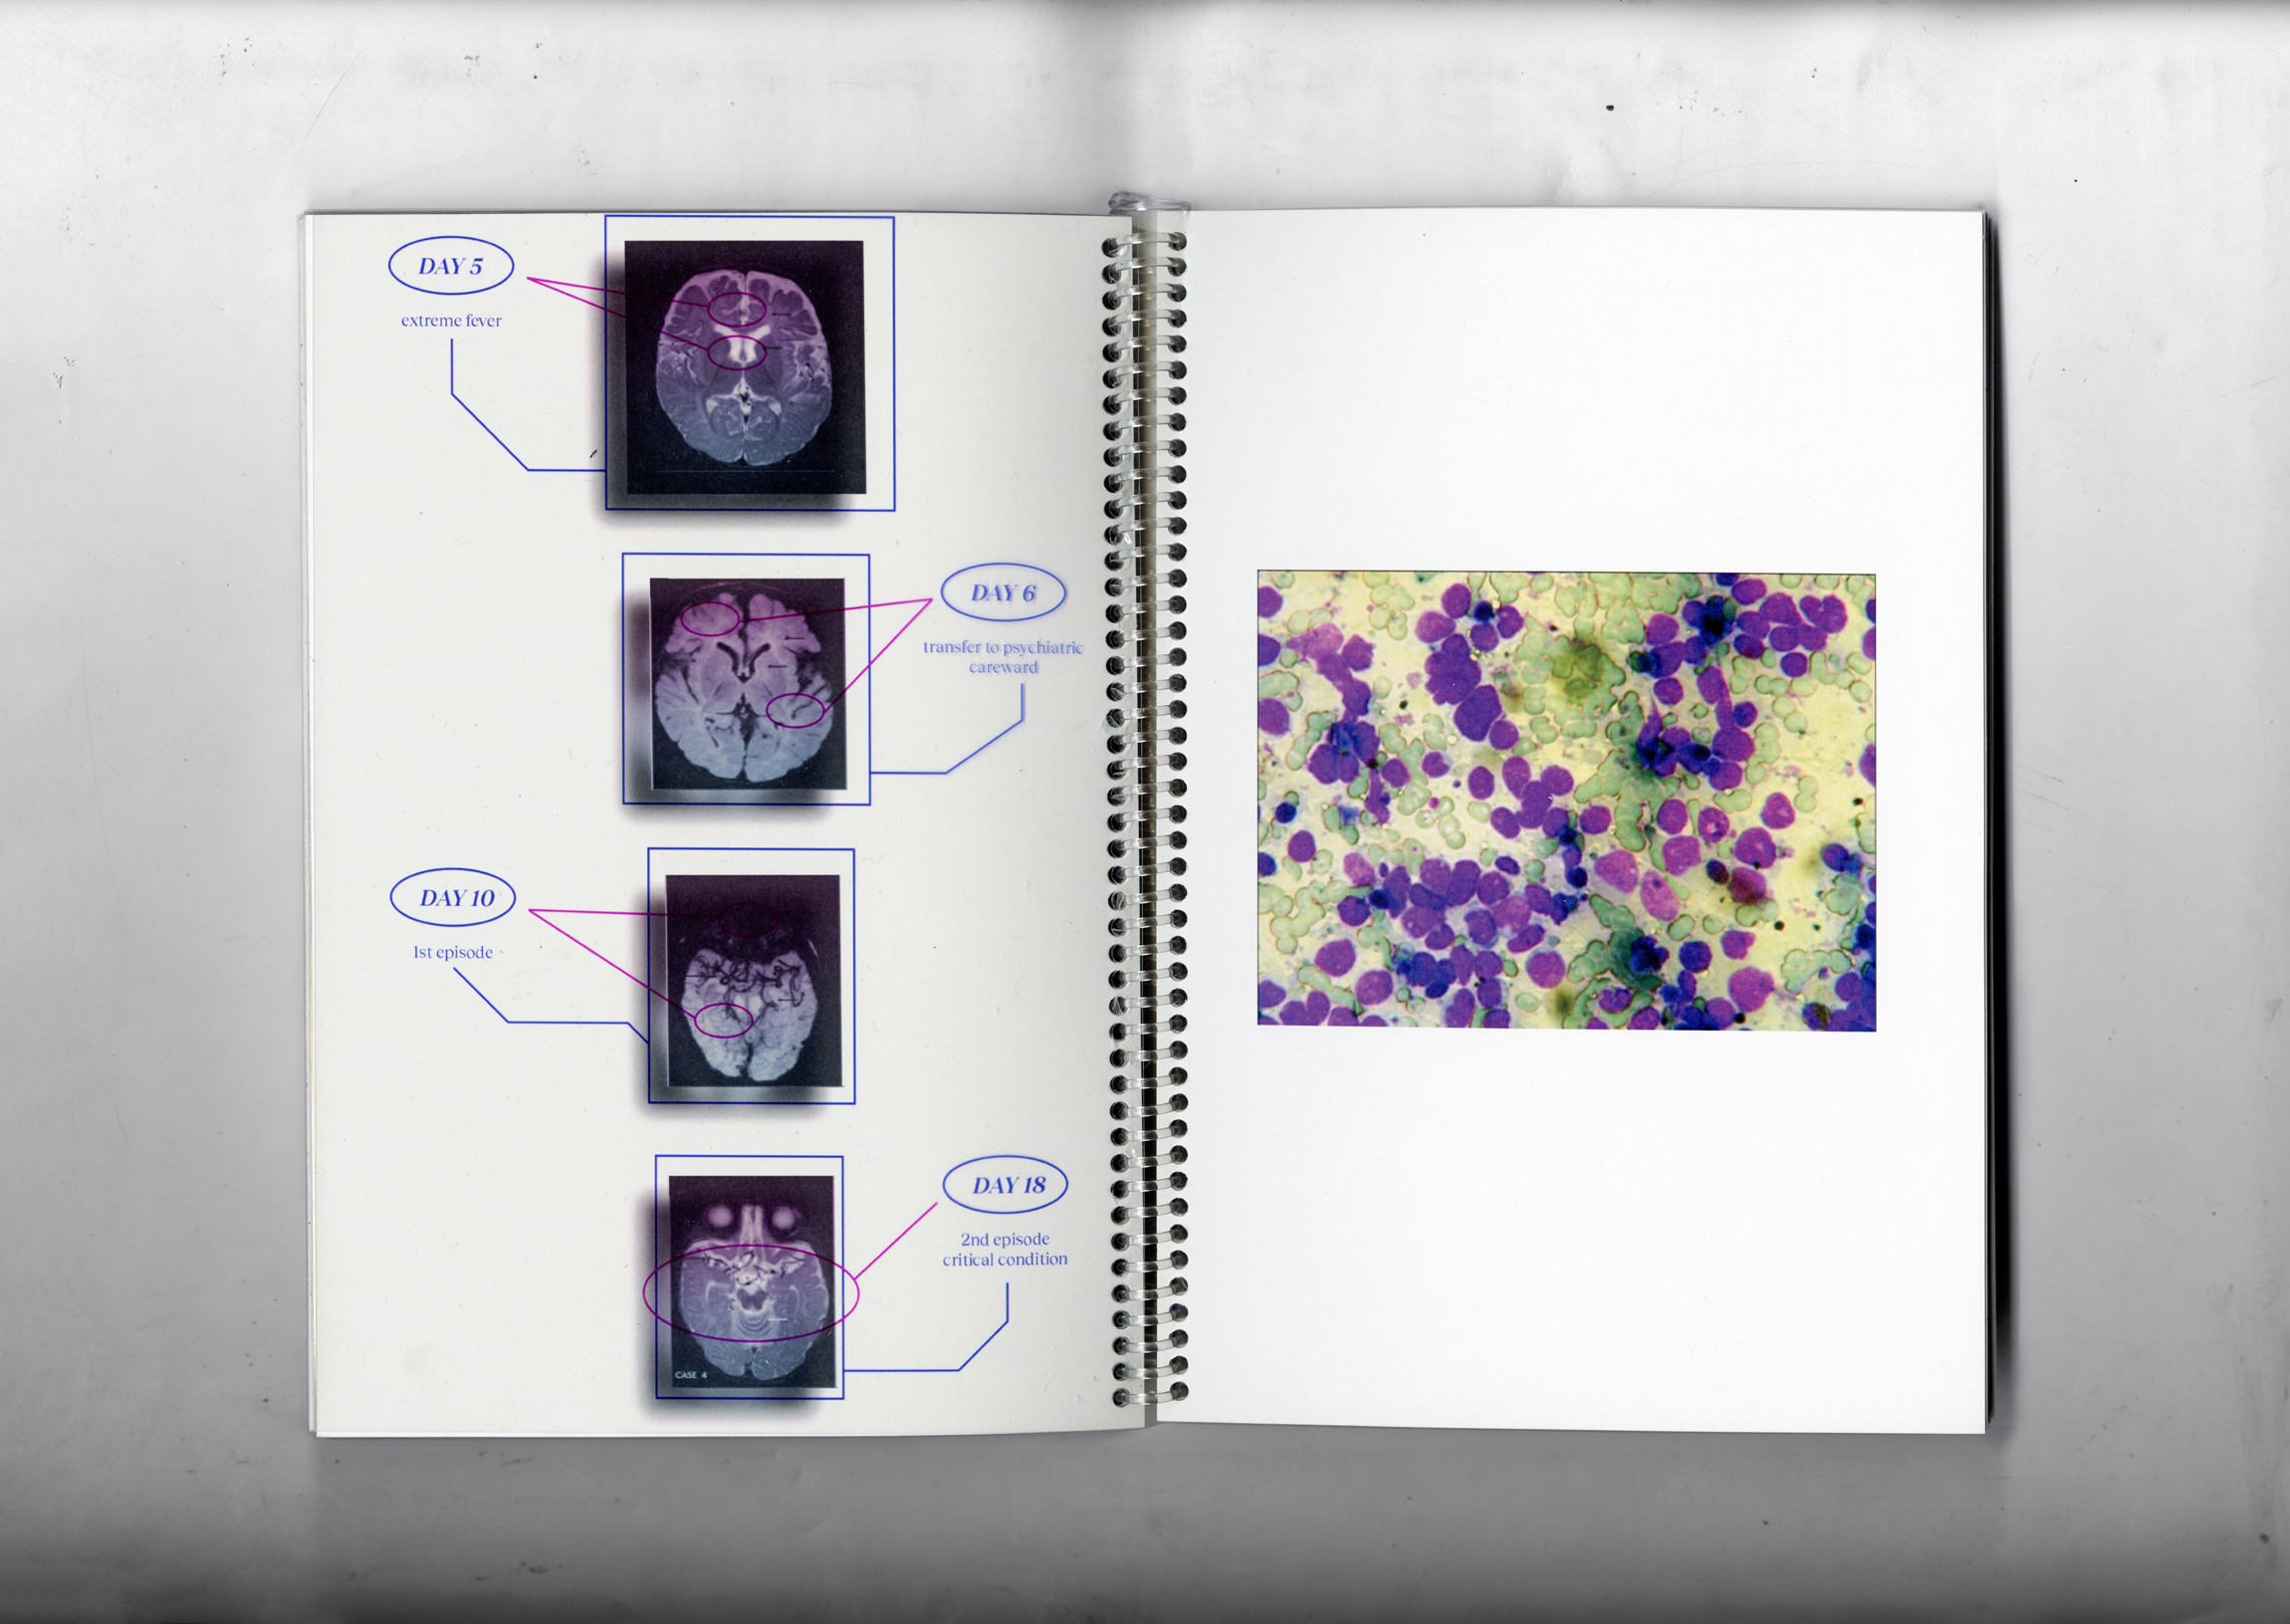 DAY 5
extreme fever
DAY 6
transfer to psychiatric
careward
DAY 10
1st episode
DAY 18
2nd episode
critical condition
CASE 4